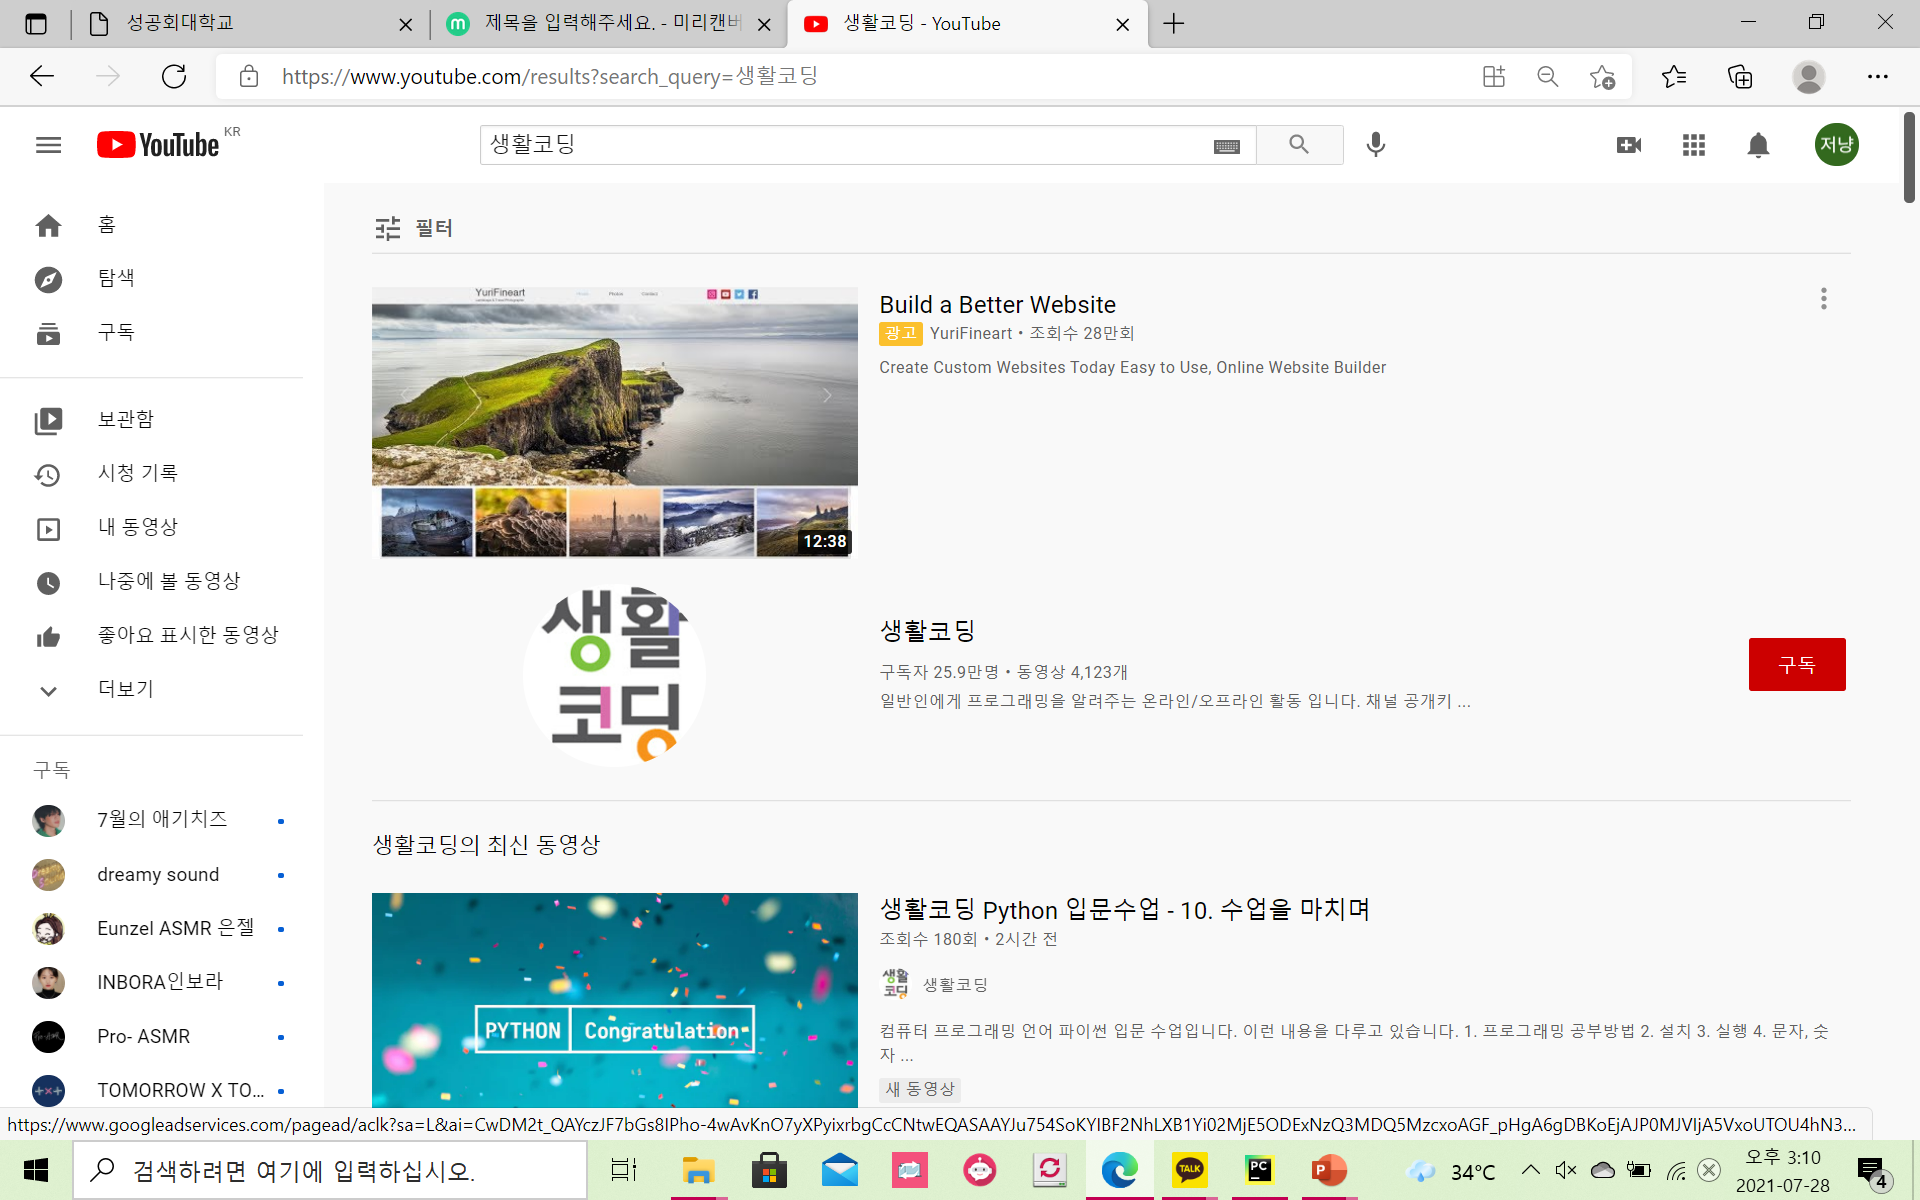 성공회대학교
제목을 입력해주세요. - 미리캔버
생활코딩 - YouTube
https://www.youtube.com/results?search_query=생활코딩
YouTube KR
생활코딩
저냥
홈
탐색
구독
보관함
시청 기록
내 동영상
나중에 볼 동영상
좋아요 표시한 동영상
더보기
구독
7월의 애기치즈
dreamy sound
Eunzel ASMR 은젤
INBORA인보라
Pro- ASMR
TOMORROW X TO...
필터
YuriFineart
12:38
Build a Better Website
광고 YuriFineart • 조회수 28만회
Create Custom Websites Today Easy to Use, Online Website Builder
생활
코딩
생활코딩
구독자 25.9만명 • 동영상 4,123개
일반인에게 프로그래밍을 알려주는 온라인/오프라인 활동 입니다. 채널 공개키 ...
구독
생활코딩의 최신 동영상
PYTHON Congratulation
생활코딩 Python 입문수업 - 10. 수업을 마치며
조회수 180회 • 2시간 전
생활
코딩
생활코딩
컴퓨터 프로그래밍 언어 파이썬 입문 수업입니다. 이런 내용을 다루고 있습니다. 1. 프로그래밍 공부방법 2. 설치 3. 실행 4. 문자, 숫
자 ...
새 동영상
검색하려면 여기에 입력하십시오.
TALK
PC
P
34℃
오후 3:10
2021-07-28
4